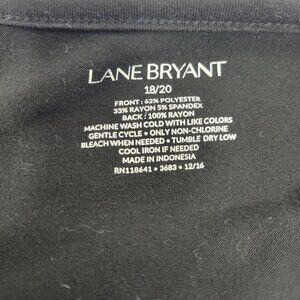 LANE BRYANT
18/20
FRONT : 62% POLYESTER
33% RAYON 5% SPANDEX
BACK : 100% RAYON
MACHINE WASH COLD WITH LIKE COLORS
GENTLE CYCLE • ONLY NON-CHLORINE
BLEACH WHEN NEEDED • TUMBLE DRY LOW
COOL IRON IF NEEDED
MADE IN INDONESIA
RN118641 • 3683 • 12/16